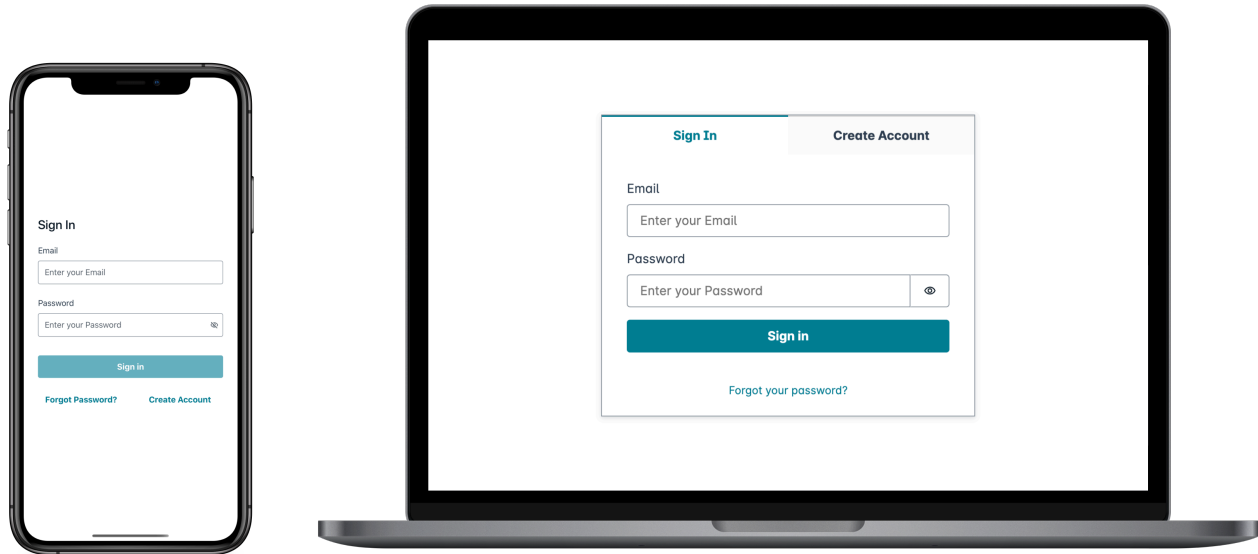 Sign In
Email
Enter your Email
Password
Enter your Password
Sign in
Forgot Password? Create Account
Sign In Create Account
Email
Enter your Email
Password
Enter your Password
Sign in
Forgot your password?